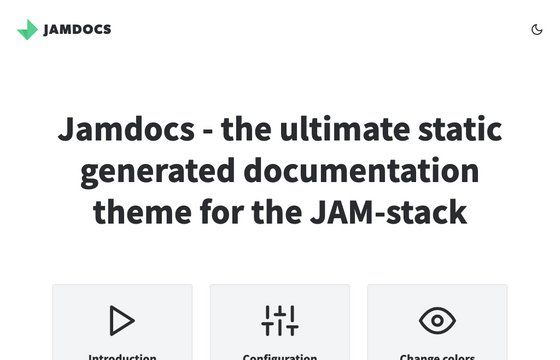 JAMDOCS
Jamdocs - the ultimate static
generated documentation
theme for the JAM-stack
Introduction
Configuration
Change colors